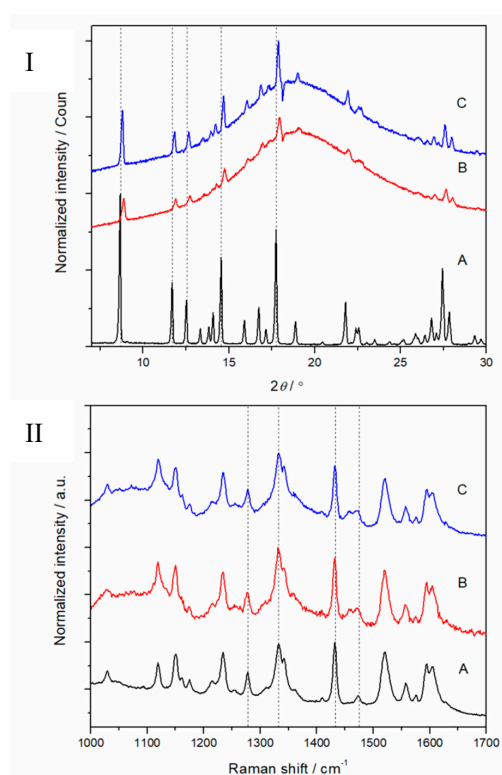 I
Normalized intensity / Coun
C
B
A
10
15
20
25
30
2θ / °
II
Normalized intensity / a.u.
C
B
A
1000
1100
1200
1300
1400
1500
1600
1700
Raman shift / cm⁻¹